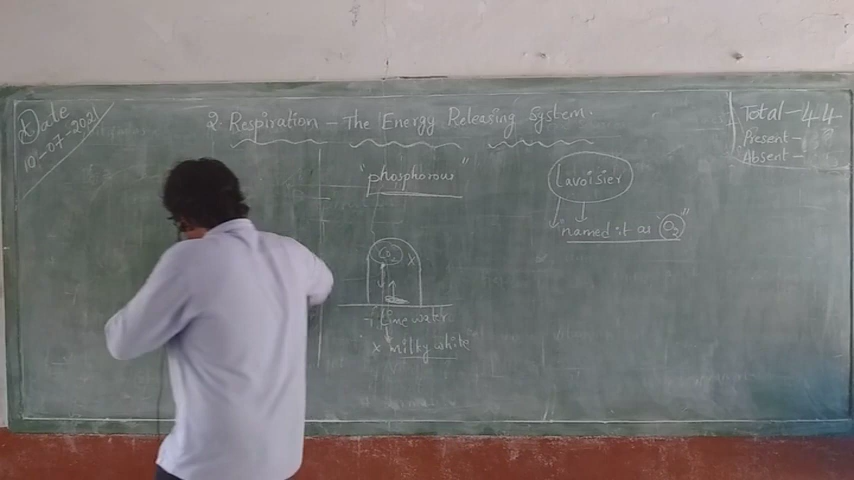 Date
10-07-2021
2. Respiration - The Energy Releasing System.
Total - 44
Present -
Absent -
"phosphorous"
Lavoisier
"named it as O2"
CO2 x
lime water
x milky white